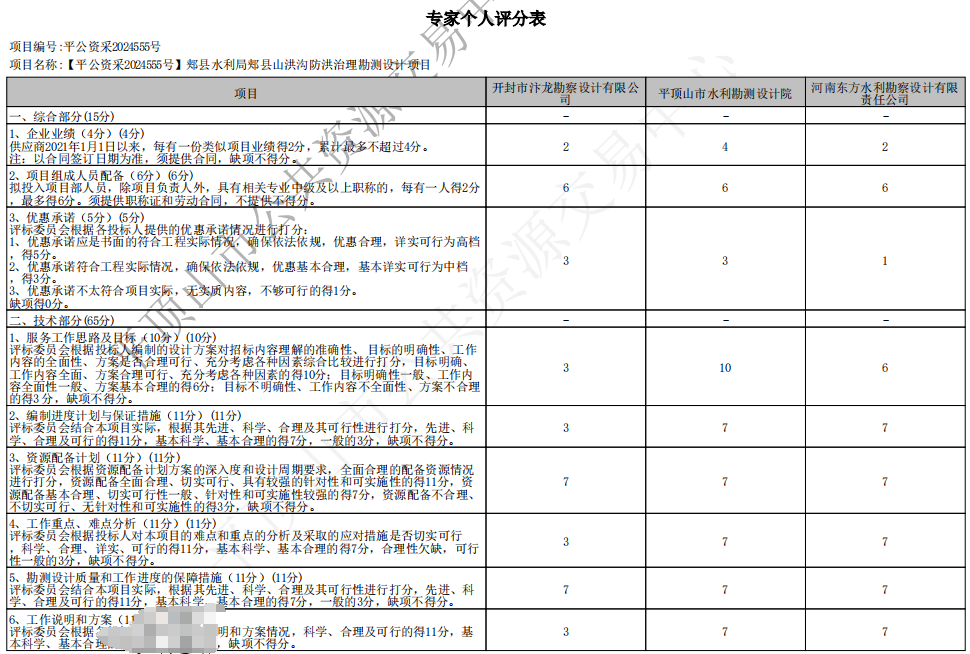 专家个人评分表
项目编号:平公资采2024555号
项目名称:【平公资采2024555号】郏县水利局郏县山洪沟防洪治理勘测设计项目
项目 开封市汴龙勘察设计有限公司 平顶山市水利勘测设计院 河南东方水利勘察设计有限责任公司
一、综合部分(15分) - - -
1、企业业绩（4分）(4分)
供应商2021年1月1日以来，每有一份类似项目业绩得2分，累计最多不超过4分。
注：以合同签订日期为准，须提供合同，缺项不得分。
2 4 2
2、项目组成人员配备（6分）(6分)
拟投入项目部人员，除项目负责人外，具有相关专业中级及以上职称的，每有一人得2分
，最多得6分。须提供职称证和劳动合同，不提供不得分。
6 6 6
3、优惠承诺（5分）(5分)
评标委员会根据各投标人提供的优惠承诺情况进行打分:
1、优惠承诺应是书面的符合工程实际情况，确保依法依规，优惠合理，详实可行为高档
，得5分。
2、优惠承诺符合工程实际情况，确保依法依规，优惠基本合理，基本详实可行为中档
，得3分。
3、优惠承诺不太符合项目实际，无实质内容，不够可行的得1分。
缺项得0分。
3 3 1
二、技术部分(65分) - - -
1、服务工作思路及目标（10分）(10分)
评标委员会根据投标人编制的设计方案对招标内容理解的准确性、目标的明确性、工作
内容的全面性、方案是否合理可行、充分考虑各种因素综合比较进行打分，目标明确、
工作内容全面、方案合理可行、充分考虑各种因素的得10分；目标明确性一般、工作内
容全面性一般、方案基本合理的得6分；目标不明确性、工作内容不全面性、方案不合理
的得3分，缺项不得分。
3 10 6
2、编制进度计划与保证措施（11分）(11分)
评标委员会结合本项目实际，根据其先进、科学、合理及其可行性进行打分，先进、科
学、合理及可行的得11分，基本科学、基本合理的得7分，一般的3分，缺项不得分。
3 7 7
3、资源配备计划（11分）(11分)
评标委员会根据资源配备计划方案的深入度和设计周期要求，全面合理的配备资源情况
进行打分，资源配备全面合理、切实可行、具有较强的针对性和可实施性的得11分，资
源配备基本合理、切实可行性一般、针对性和可实施性较强的得7分，资源配备不合理、
不切实可行、无针对性和可实施性的得3分，缺项不得分。
7 7 7
4、工作重点、难点分析（11分）(11分)
评标委员会根据投标人对本项目的难点和重点的分析及采取的应对措施是否切实可行
，科学、合理、详实、可行的得11分，基本科学、基本合理的得7分，合理性欠缺，可行
性一般的3分，缺项不得分。
3 7 7
5、勘测设计质量和工作进度的保障措施（11分）(11分)
评标委员会结合本项目实际，根据其先进、科学、合理及其可行性进行打分，先进、科
学、合理及可行的得11分，基本科学、基本合理的得7分，一般的3分，缺项不得分。
7 7 7
6、工作说明和方案（11
评标委员会根据 明和方案情况，科学、合理及可行的得11分，基
本科学、基本合理 ，缺项不得分。
3 7 7
平顶山市公共资源交易中心